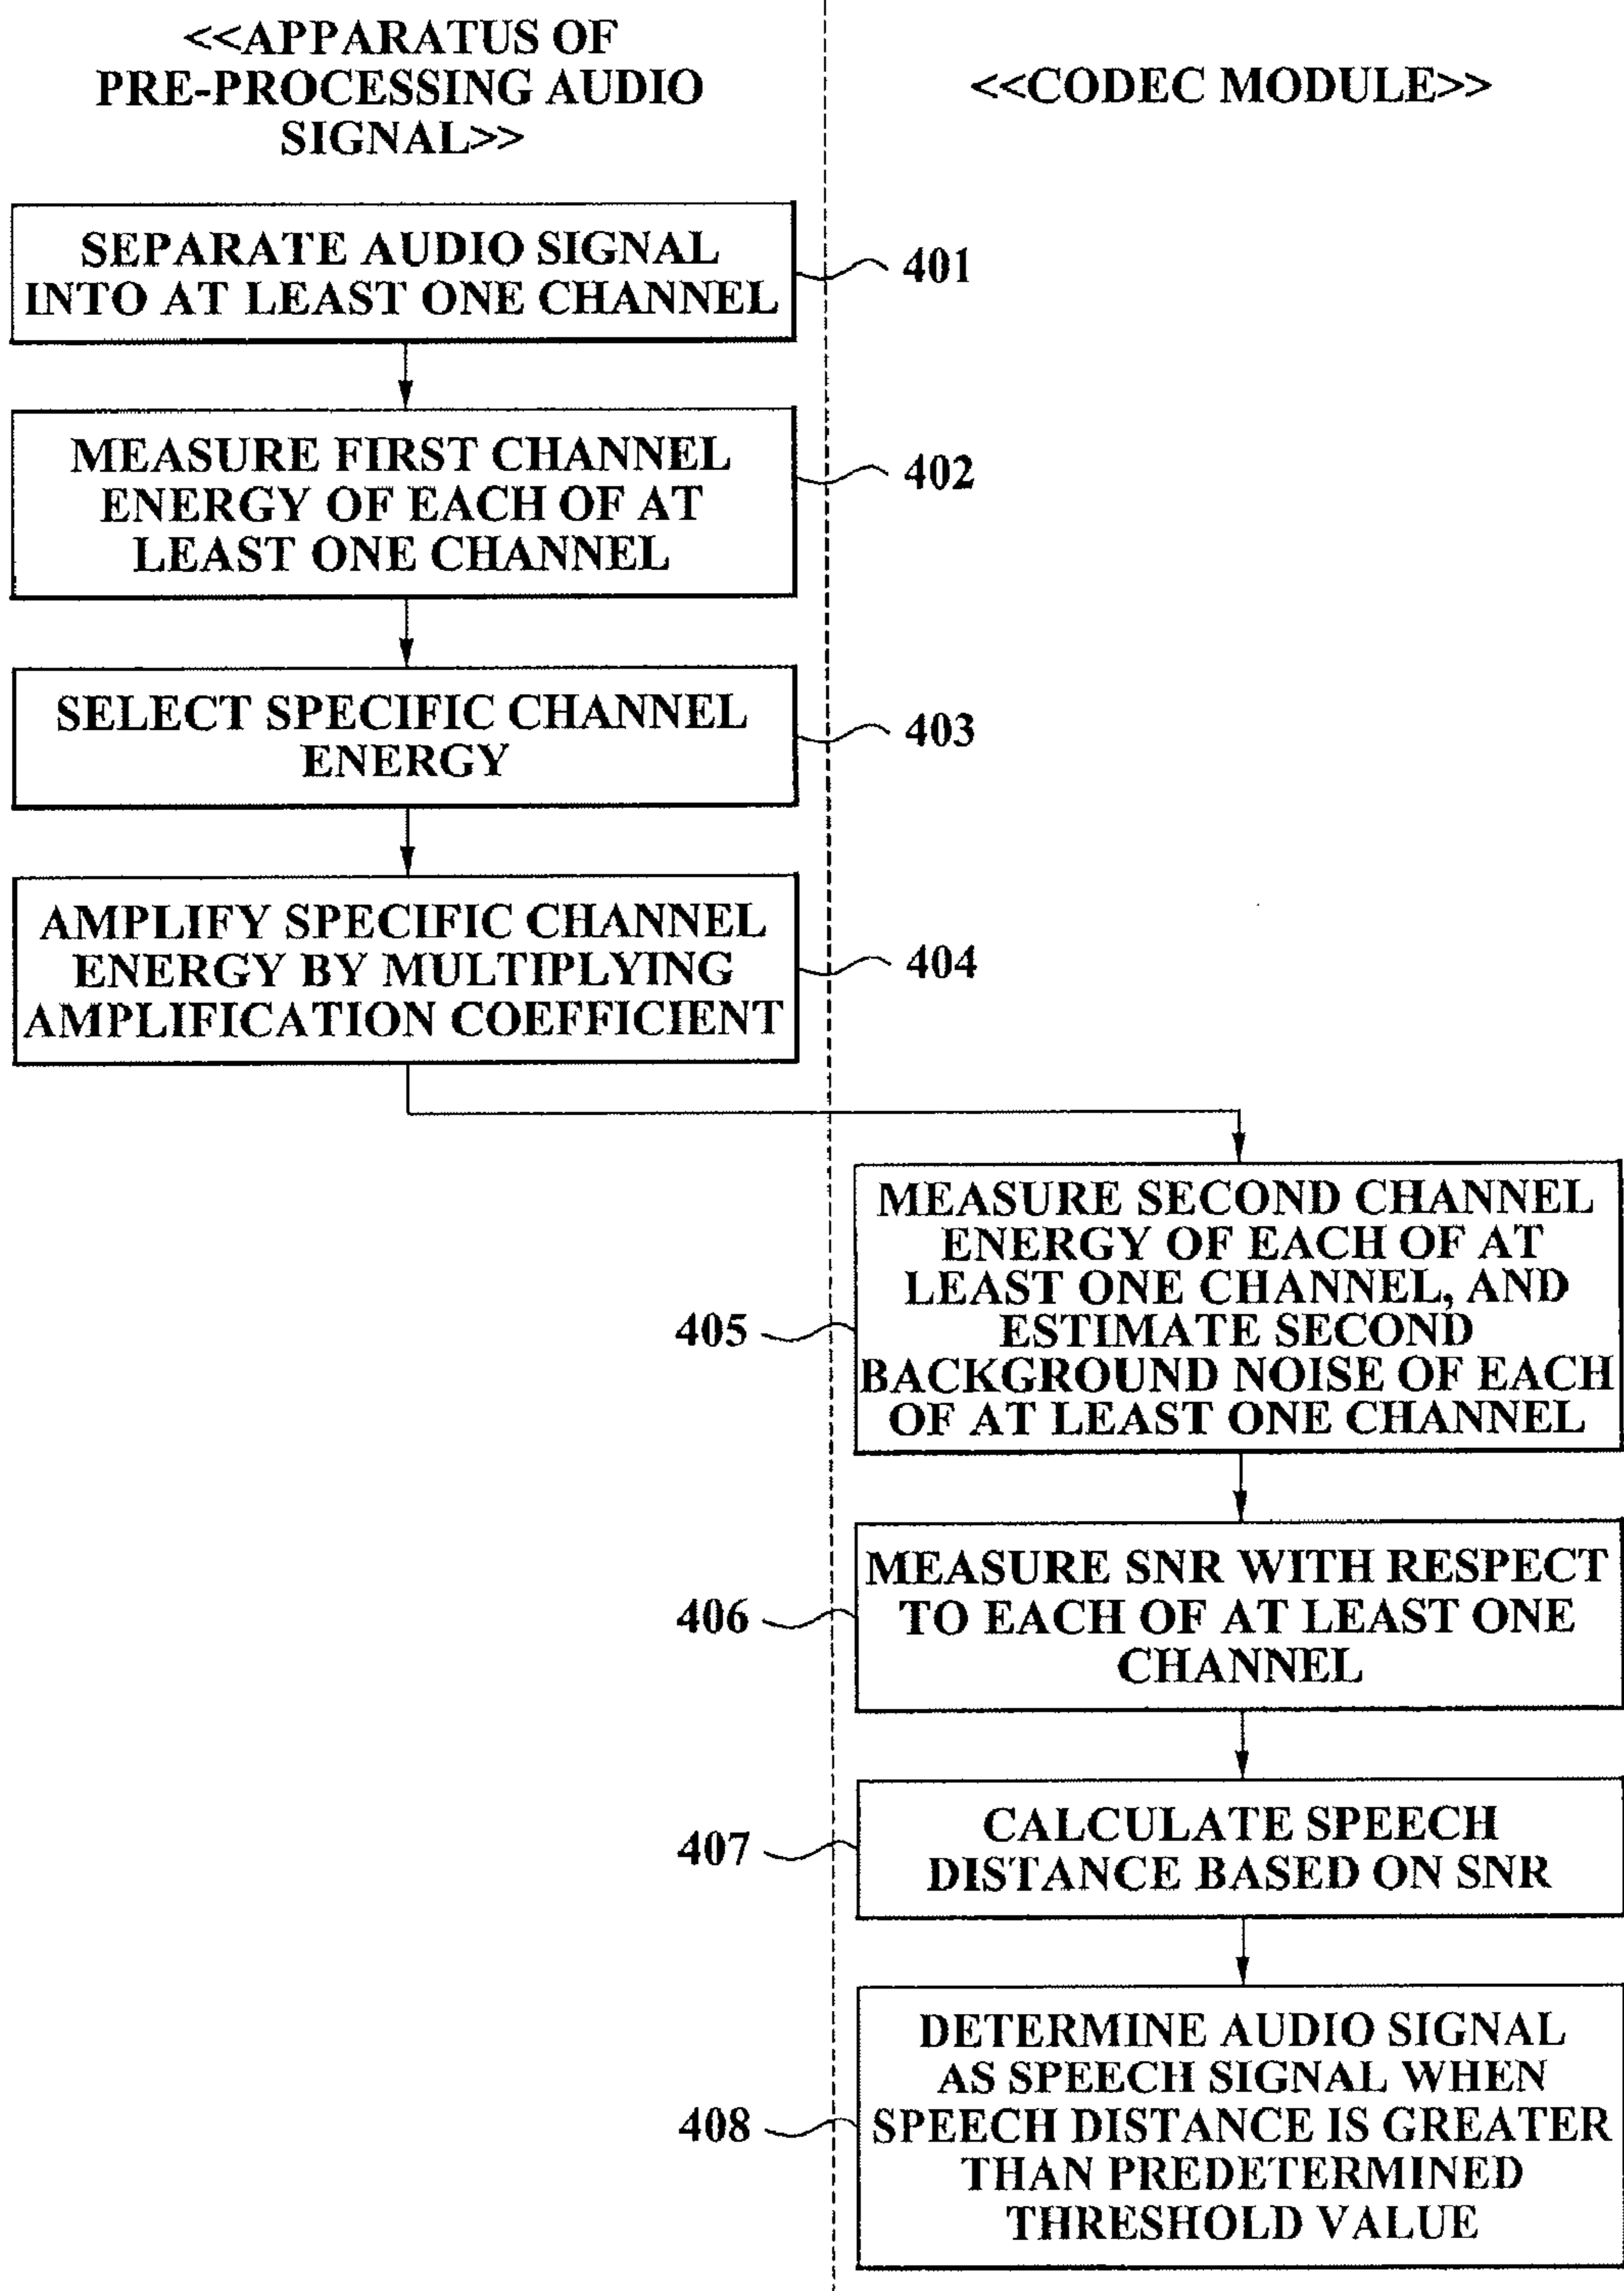 <<APPARATUS OF
PRE-PROCESSING AUDIO
SIGNAL>>
<<CODEC MODULE>>
SEPARATE AUDIO SIGNAL
INTO AT LEAST ONE CHANNEL
401
MEASURE FIRST CHANNEL
ENERGY OF EACH OF AT
LEAST ONE CHANNEL
402
SELECT SPECIFIC CHANNEL
ENERGY
403
AMPLIFY SPECIFIC CHANNEL
ENERGY BY MULTIPLYING
AMPLIFICATION COEFFICIENT
404
MEASURE SECOND CHANNEL
ENERGY OF EACH OF AT
LEAST ONE CHANNEL, AND
ESTIMATE SECOND
BACKGROUND NOISE OF EACH
OF AT LEAST ONE CHANNEL
405
MEASURE SNR WITH RESPECT
TO EACH OF AT LEAST ONE
CHANNEL
406
CALCULATE SPEECH
DISTANCE BASED ON SNR
407
DETERMINE AUDIO SIGNAL
AS SPEECH SIGNAL WHEN
SPEECH DISTANCE IS GREATER
THAN PREDETERMINED
THRESHOLD VALUE
408